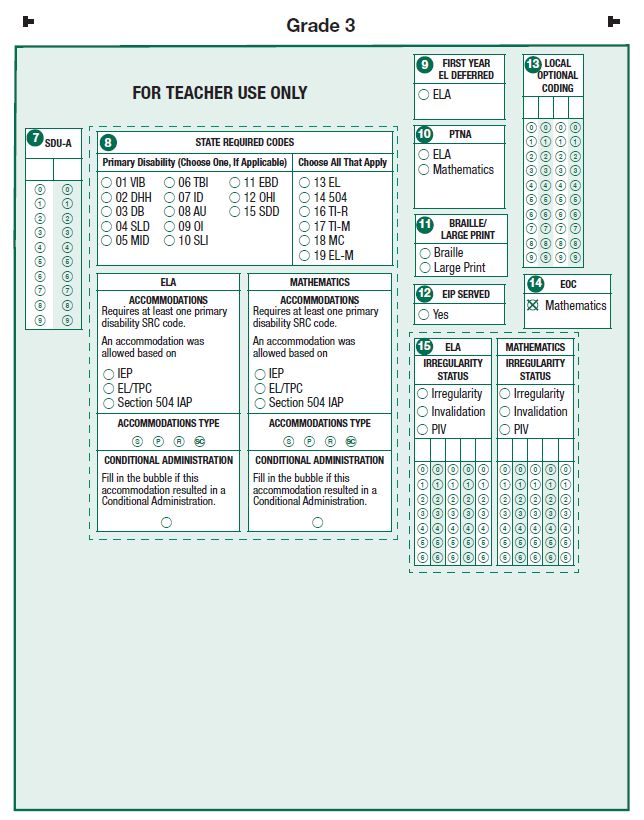 Grade 3
FOR TEACHER USE ONLY
7 SDU-A
0 0
1 1
2 2
3 3
4 4
5 5
6 6
7 7
8 8
9 9
8 STATE REQUIRED CODES
Primary Disability (Choose One, If Applicable) Choose All That Apply
01 VIB 06 TBI 11 EBD 13 EL
02 DHH 07 ID 12 OHI 14 504
03 DB 08 AU 15 SDD 16 TI-R
04 SLD 09 OI 17 TI-M
05 MID 10 SLI 18 MC
19 EL-M
ELA
ACCOMMODATIONS
Requires at least one primary
disability SRC code.
An accommodation was
allowed based on
IEP
EL/TPC
Section 504 IAP
ACCOMMODATIONS TYPE
S P R SC
CONDITIONAL ADMINISTRATION
Fill in the bubble if this
accommodation resulted in a
Conditional Administration.
MATHEMATICS
ACCOMMODATIONS
Requires at least one primary
disability SRC code.
An accommodation was
allowed based on
IEP
EL/TPC
Section 504 IAP
ACCOMMODATIONS TYPE
S P R SC
CONDITIONAL ADMINISTRATION
Fill in the bubble if this
accommodation resulted in a
Conditional Administration.
9 FIRST YEAR
EL DEFERRED
ELA
10 PTNA
ELA
Mathematics
11 BRAILLE/
LARGE PRINT
Braille
Large Print
12 EIP SERVED
Yes
13 LOCAL
OPTIONAL
CODING
0 0 0 0
1 1 1 1
2 2 2 2
3 3 3 3
4 4 4 4
5 5 5 5
6 6 6 6
7 7 7 7
8 8 8 8
9 9 9 9
14 EOC
Mathematics
15 ELA
IRREGULARITY
STATUS
Irregularity
Invalidation
PIV
0 0 0 0 0
1 1 1 1 1
2 2 2 2 2
3 3 3 3 3
4 4 4 4 4
5 5 5 5 5
6 6 6 6 6
MATHEMATICS
IRREGULARITY
STATUS
Irregularity
Invalidation
PIV
0 0 0 0 0
1 1 1 1 1
2 2 2 2 2
3 3 3 3 3
4 4 4 4 4
5 5 5 5 5
6 6 6 6 6